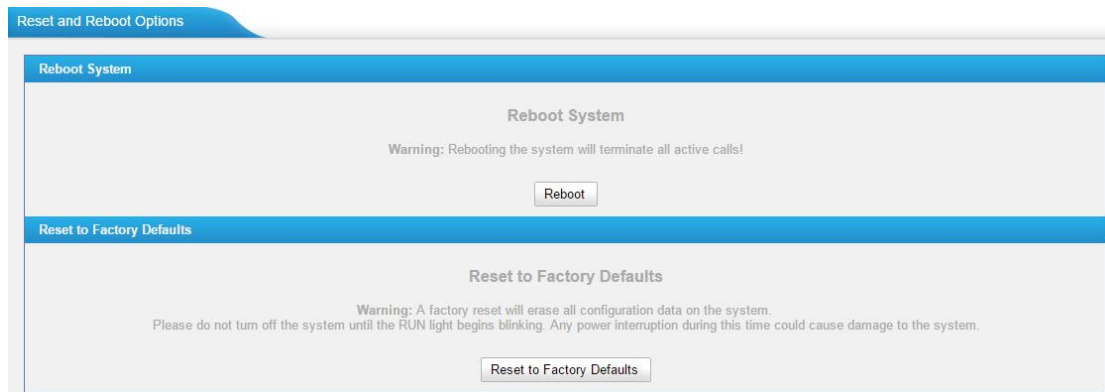 Reset and Reboot Options
Reboot System
Reboot System
Warning: Rebooting the system will terminate all active calls!
Reboot
Reset to Factory Defaults
Reset to Factory Defaults
Warning: A factory reset will erase all configuration data on the system.
Please do not turn off the system until the RUN light begins blinking. Any power interruption during this time could cause damage to the system.
Reset to Factory Defaults